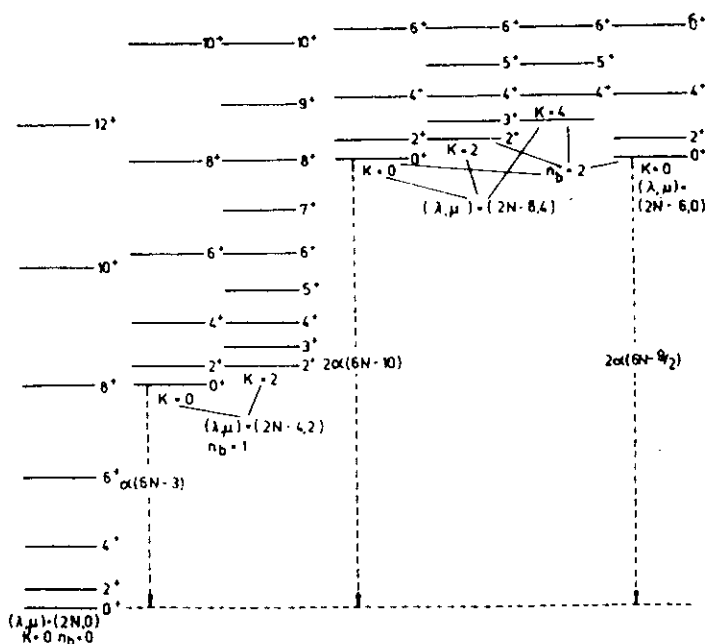 6⁺ 6⁺ 6⁺ 6⁺
10⁺ 10⁺
5⁺ 5⁺
4⁺ 4⁺ 4⁺ 4⁺
9⁺
K = 4
3⁺
12⁺
2⁺ 2⁺ 2⁺
K = 2
8⁺ 8⁺ 0⁺ 0⁺
K = 0 n_b = 2 K = 0
(λ,μ) = (2N-8,4)
(λ,μ) =
(2N-6,0)
7⁺
6⁺ 6⁺
10⁺
5⁺
4⁺ 4⁺
3⁺
2⁺ 2⁺ 2α(6N-10) 2α(6N-9/2)
8⁺ 0⁺ K = 2
K = 0
(λ,μ) = (2N-4,2)
n_b = 1
6⁺ α(6N-3)
4⁺
2⁺
0⁺
(λ,μ)=(2N,0)
K=0 n_b=0